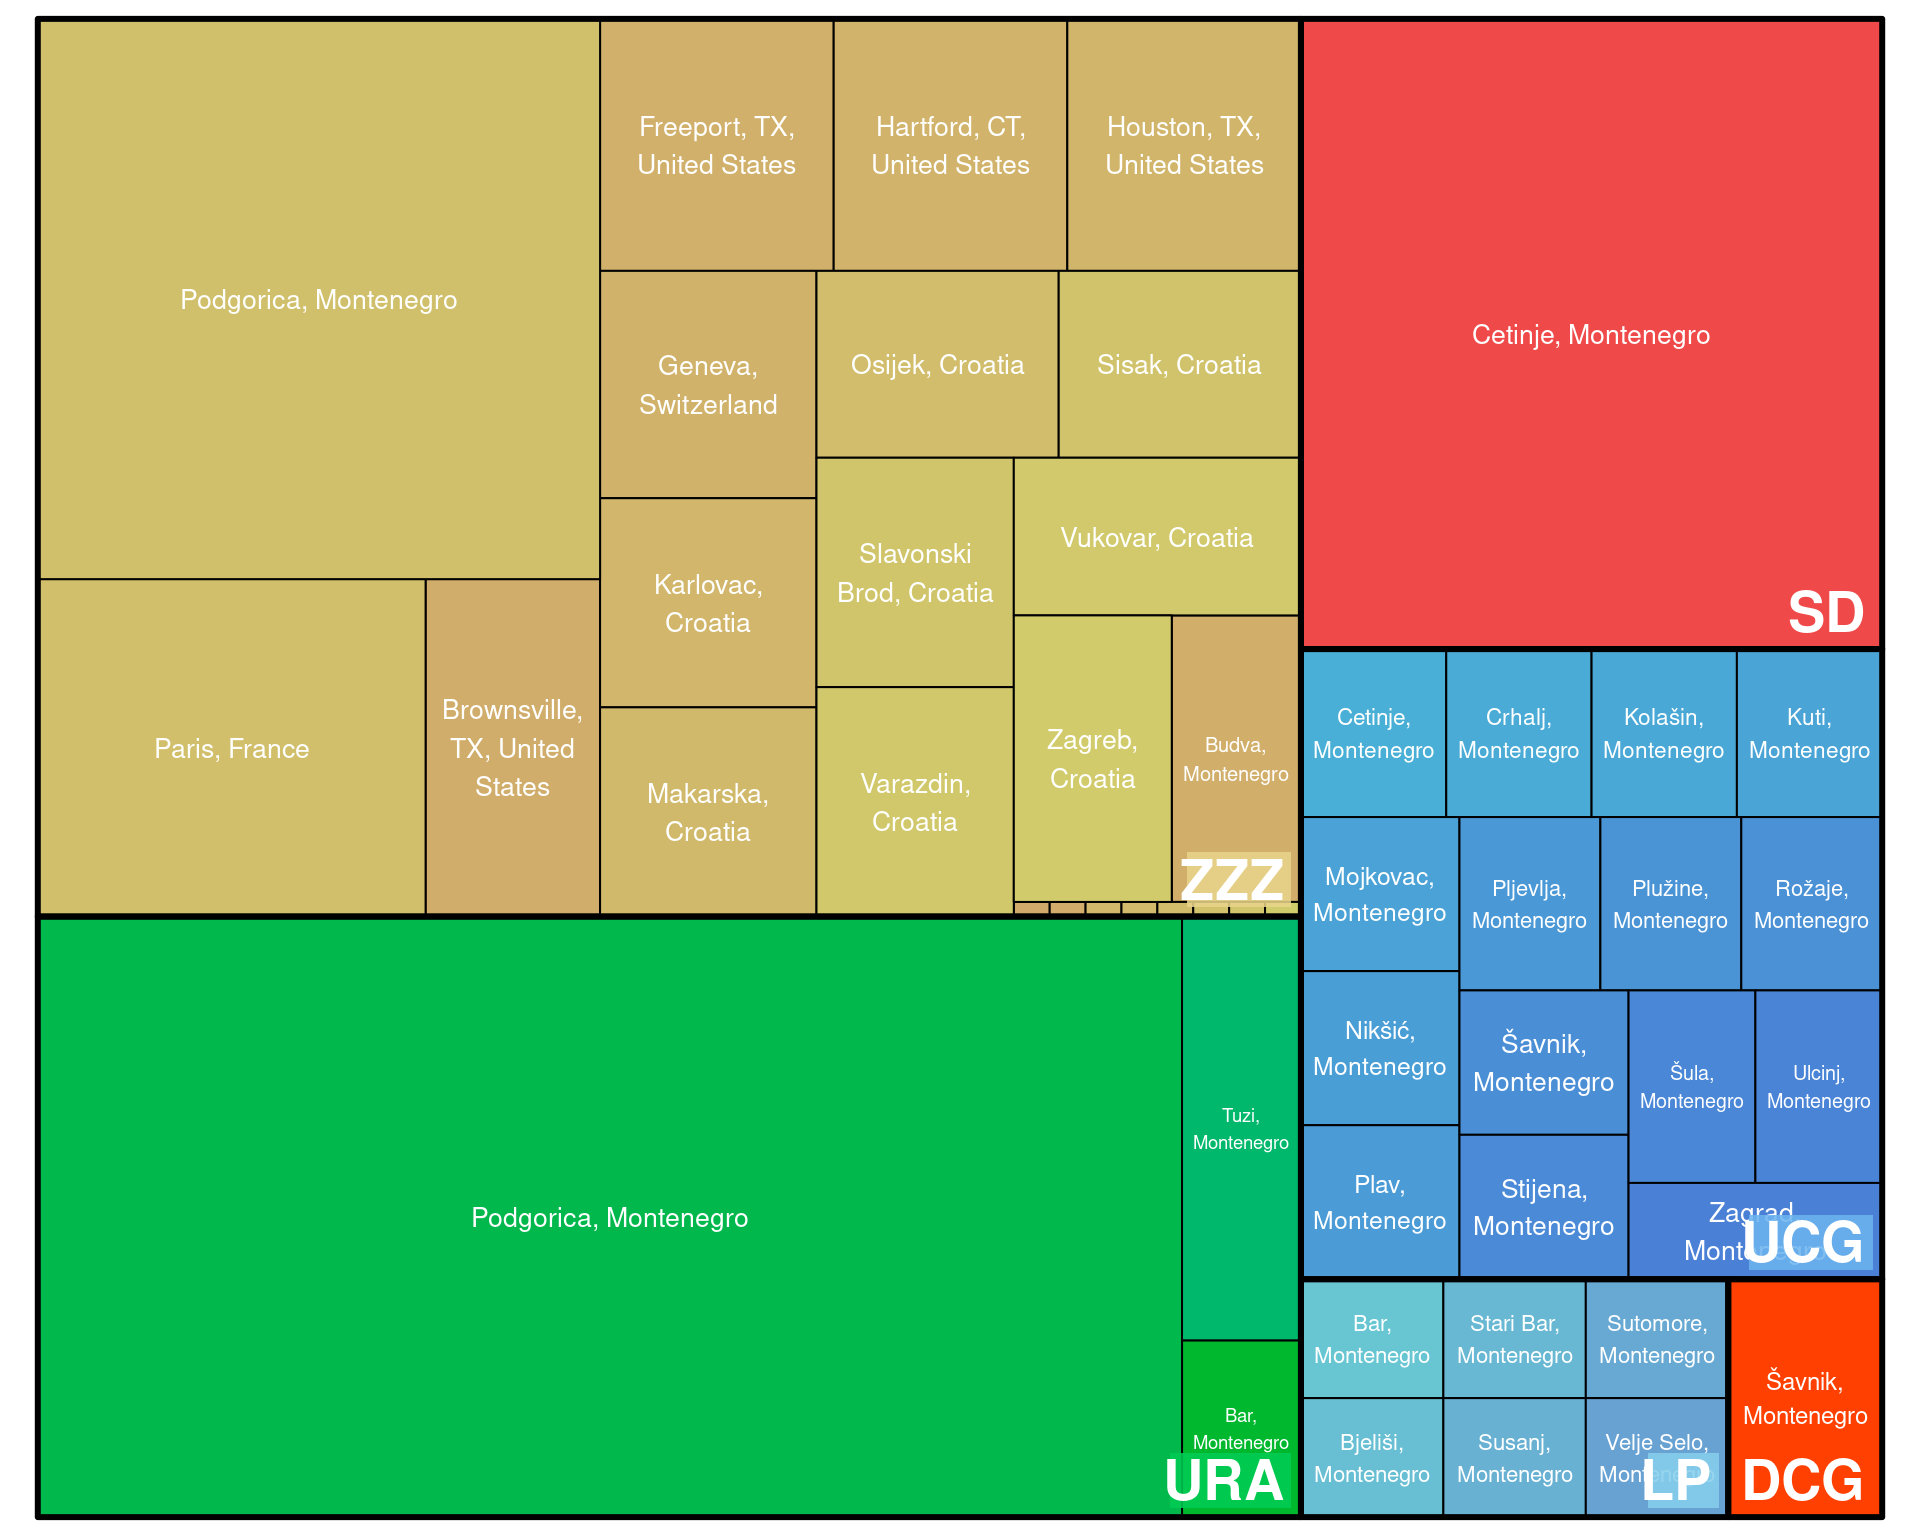 Podgorica, Montenegro
Paris, France
Brownsville,
TX, United
States
Freeport, TX,
United States
Hartford, CT,
United States
Houston, TX,
United States
Geneva,
Switzerland
Karlovac,
Croatia
Makarska,
Croatia
Osijek, Croatia
Sisak, Croatia
Slavonski
Brod, Croatia
Varazdin,
Croatia
Vukovar, Croatia
Zagreb,
Croatia
Budva,
Montenegro
ZZZ
Podgorica, Montenegro
Tuzi,
Montenegro
Bar,
Montenegro
URA
Cetinje, Montenegro
SD
Cetinje,
Montenegro
Crhalj,
Montenegro
Kolašin,
Montenegro
Kuti,
Montenegro
Mojkovac,
Montenegro
Nikšić,
Montenegro
Plav,
Montenegro
Pljevlja,
Montenegro
Plužine,
Montenegro
Rožaje,
Montenegro
Šavnik,
Montenegro
Stijena,
Montenegro
Šula,
Montenegro
Ulcinj,
Montenegro
Zagrad,
Montenegro
UCG
Bar,
Montenegro
Bjeliši,
Montenegro
Stari Bar,
Montenegro
Susanj,
Montenegro
Sutomore,
Montenegro
Velje Selo,
Montenegro
LP
Šavnik,
Montenegro
DCG